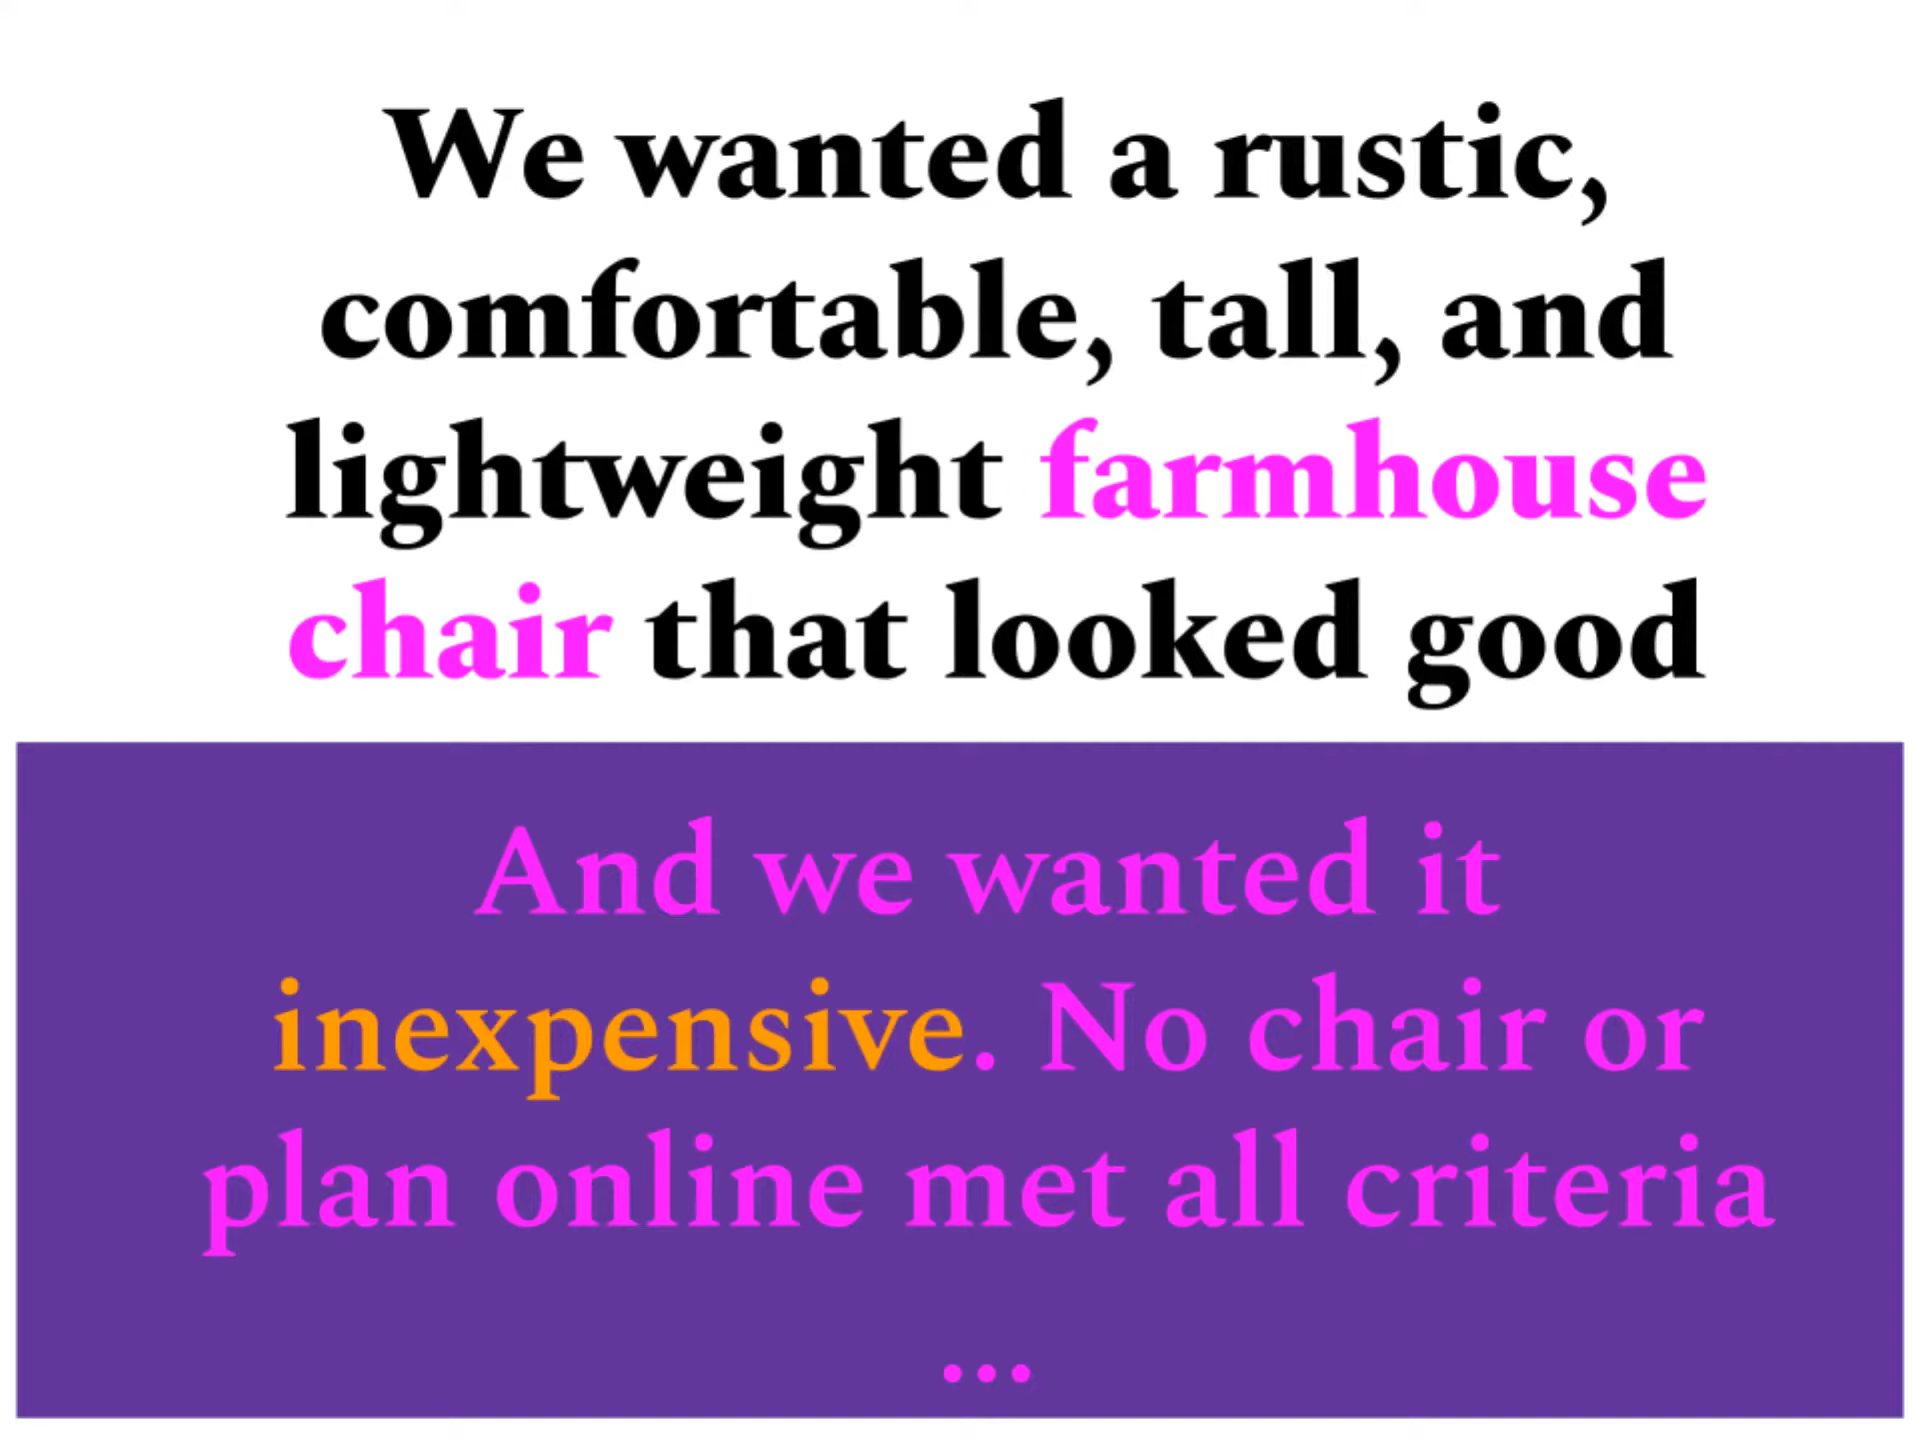 We wanted a rustic,
comfortable, tall, and
lightweight farmhouse
chair that looked good
And we wanted it
inexpensive. No chair or
plan online met all criteria
...